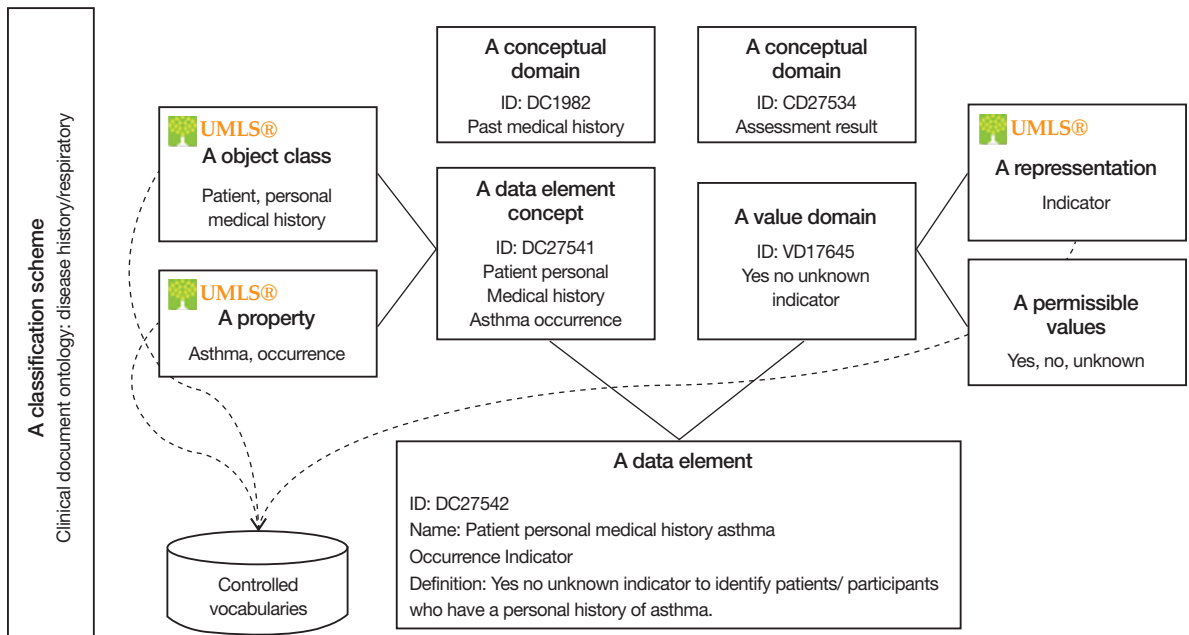 A classification scheme
Clinical document ontology: disease history/respiratory
A conceptual
domain
ID: DC1982
Past medical history
A conceptual
domain
ID: CD27534
Assessment result
UMLS®
A object class
Patient, personal
medical history
A data element
concept
ID: DC27541
Patient personal
Medical history
Asthma occurrence
A value domain
ID: VD17645
Yes no unknown
indicator
UMLS®
A repressentation
Indicator
UMLS®
A property
Asthma, occurrence
A permissible
values
Yes, no, unknown
A data element
ID: DC27542
Name: Patient personal medical history asthma
Occurrence Indicator
Definition: Yes no unknown indicator to identify patients/ participants
who have a personal history of asthma.
Controlled
vocabularies